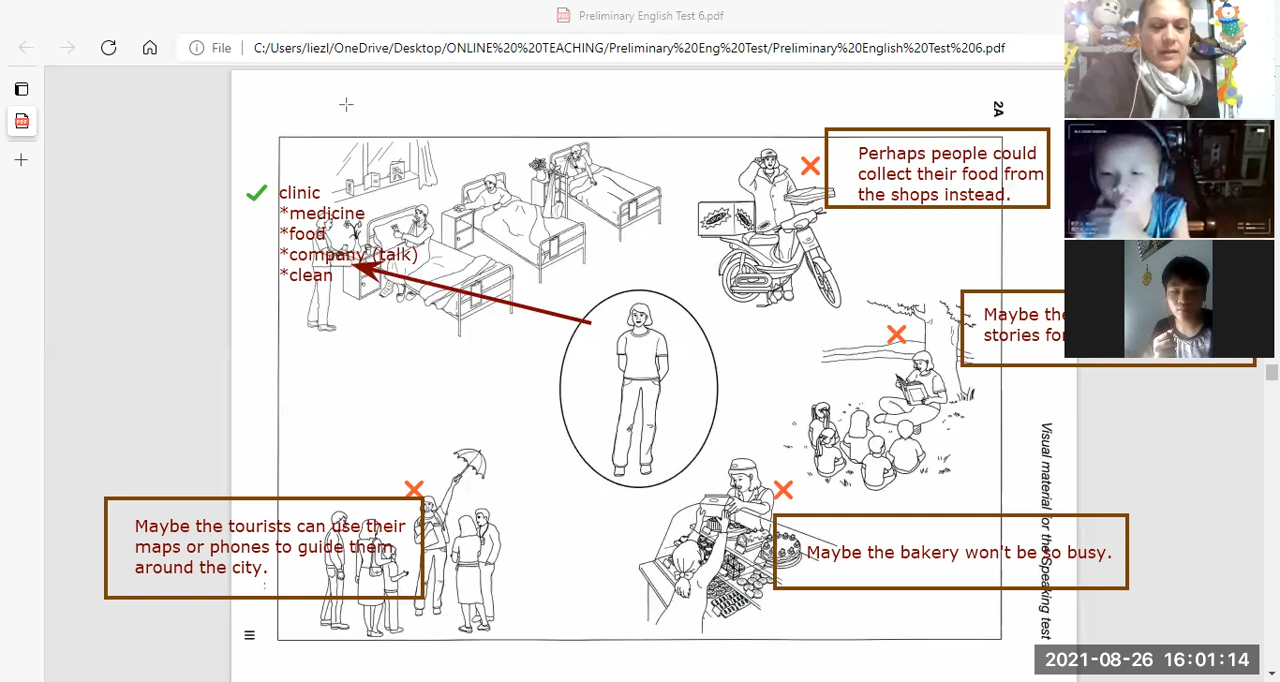 Preliminary English Test 6.pdf
File
C:/Users/liezl/OneDrive/Desktop/ONLINE%20%20TEACHING/Preliminary%20Eng%20Test/Preliminary%20English%20Test%206.pdf
2A
clinic
*medicine
*food
*company (talk)
*clean
Perhaps people could
collect their food from
the shops instead.
Maybe the
stories for
Maybe the tourists can use their
maps or phones to guide them
around the city.
Maybe the bakery won't be so busy.
Visual material for the Speaking test
2021-08-26 16:01:14